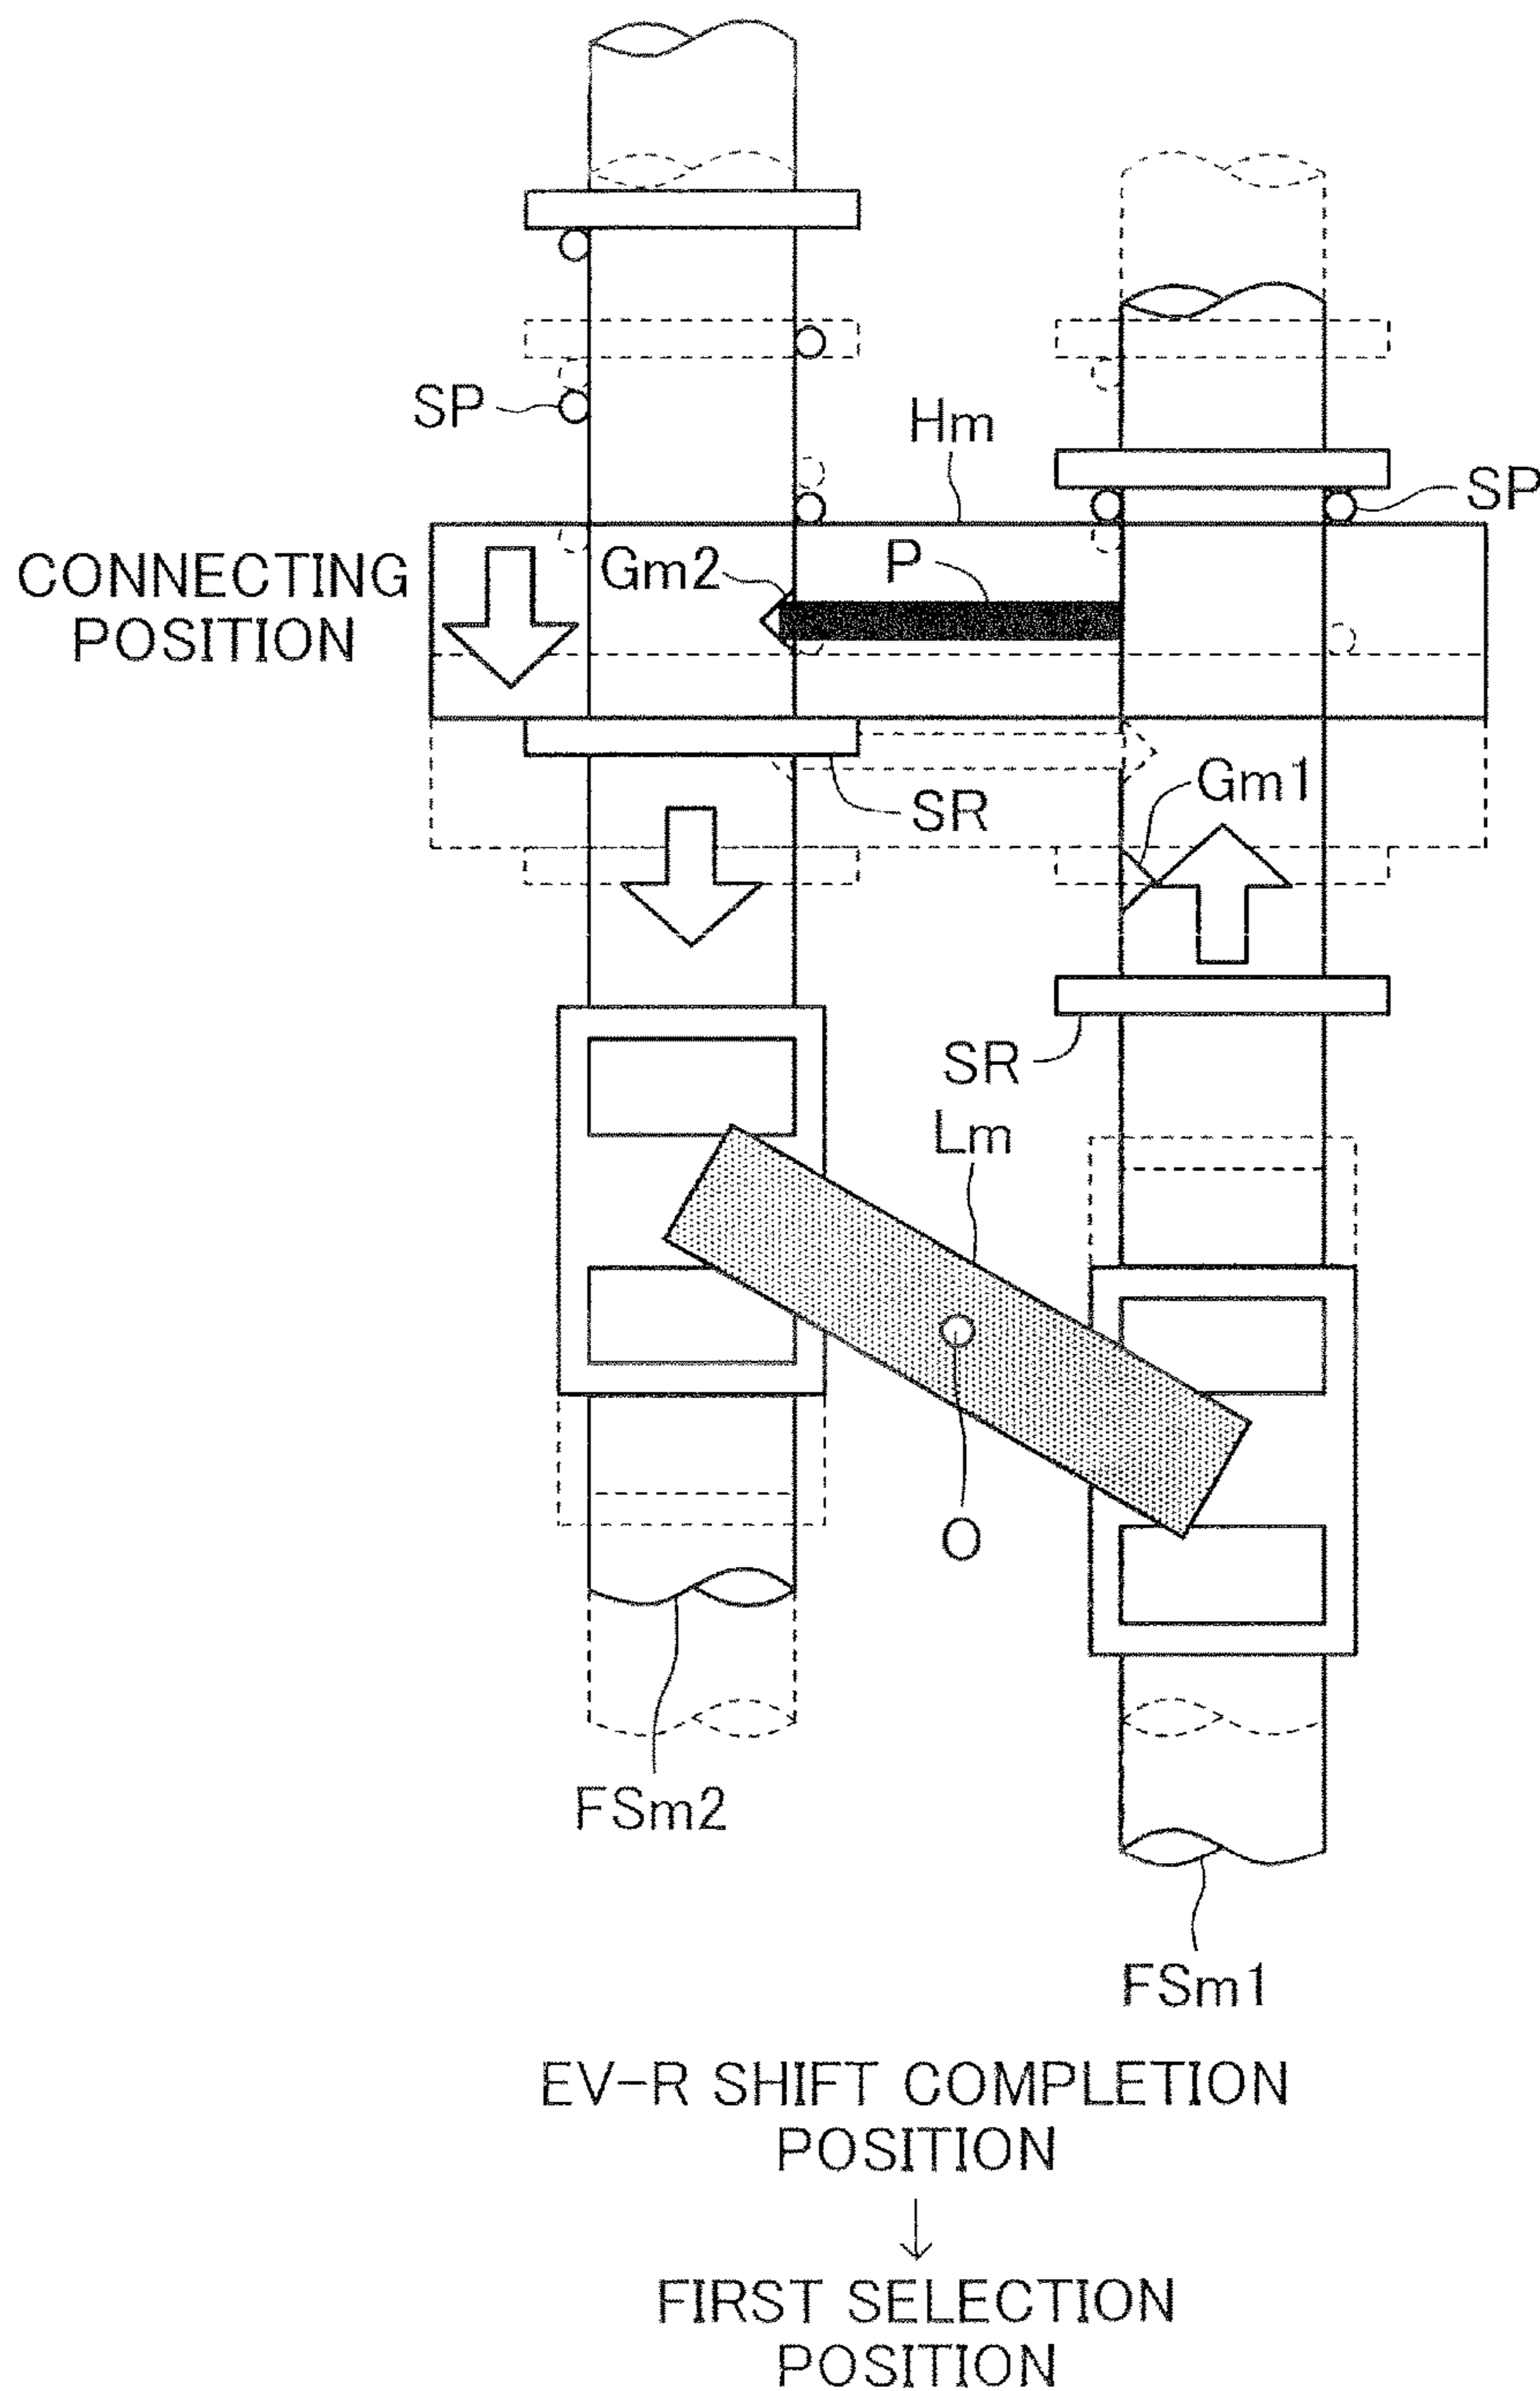 SP
Hm
SP
CONNECTING
POSITION
Gm2
P
Gm1
SR
SR
Lm
O
FSm2
FSm1
EV-R SHIFT COMPLETION
POSITION
↓
FIRST SELECTION
POSITION